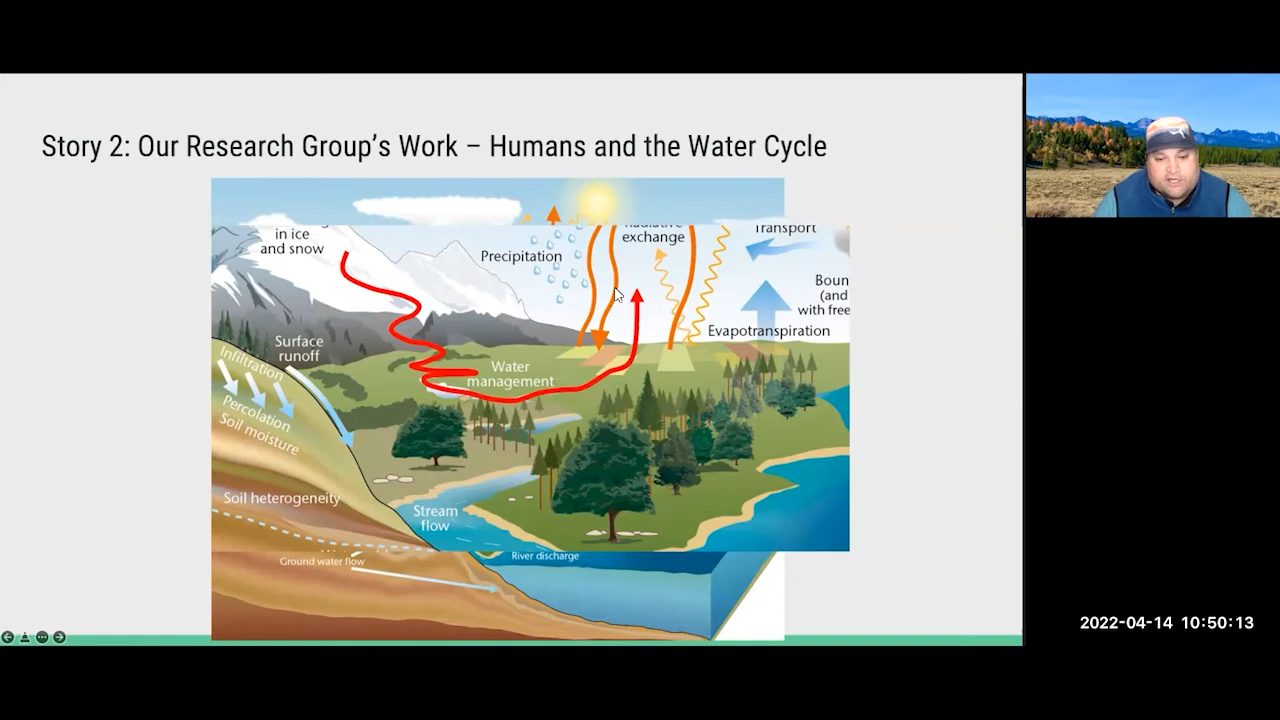 Story 2: Our Research Group's Work – Humans and the Water Cycle
in ice
and snow
Precipitation
exchange
Transport
Boun
(and
with free
Evapotranspiration
Surface
runoff
Infiltration
Percolation
Soil moisture
Water
management
Soil heterogeneity
Stream
flow
Ground water flow
River discharge
2022-04-14 10:50:13